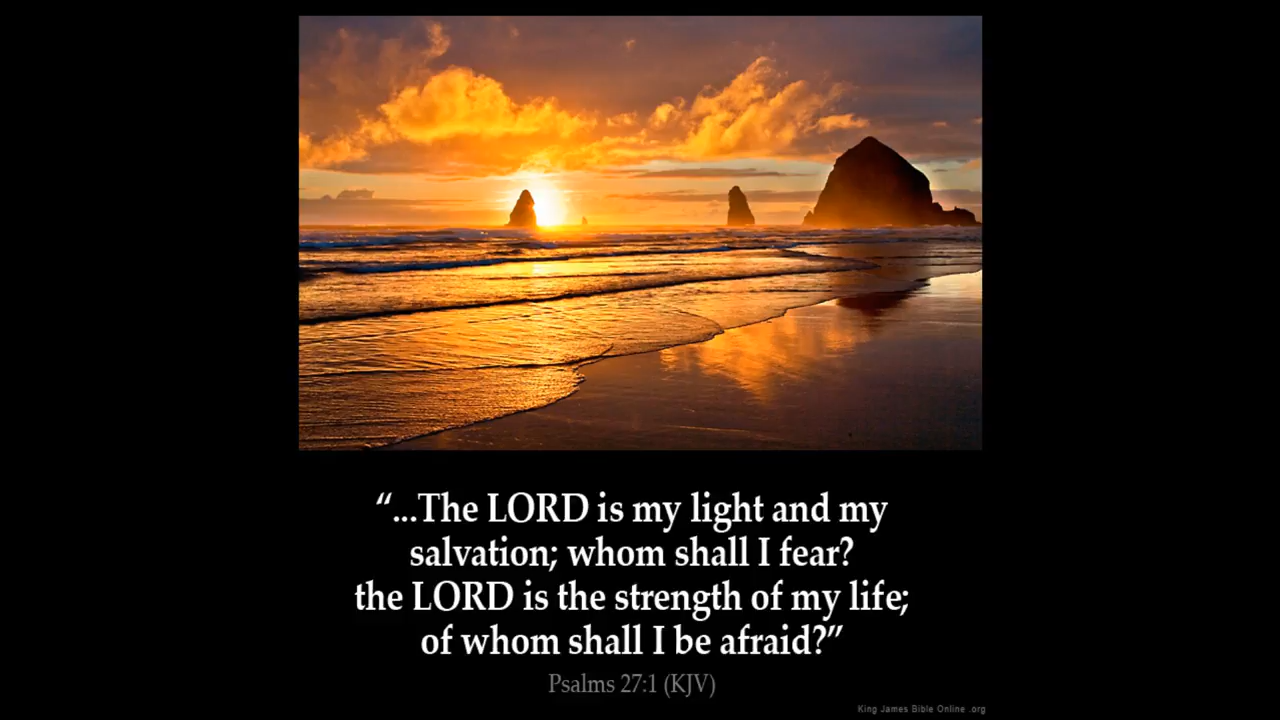 “...The LORD is my light and my
salvation; whom shall I fear?
the LORD is the strength of my life;
of whom shall I be afraid?”
Psalms 27:1 (KJV)
King James Bible Online .org